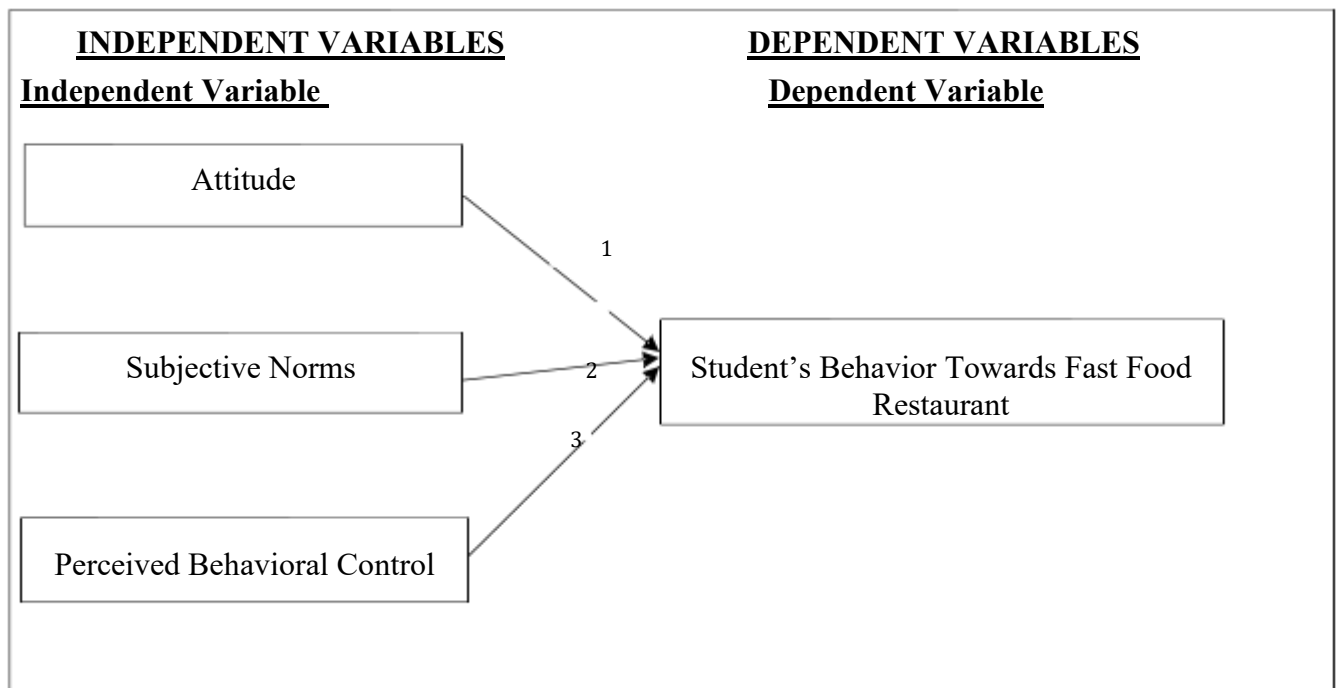 INDEPENDENT VARIABLES
DEPENDENT VARIABLES
Independent Variable
Dependent Variable
Attitude
1
Subjective Norms
2
Student’s Behavior Towards Fast Food
Restaurant
3
Perceived Behavioral Control